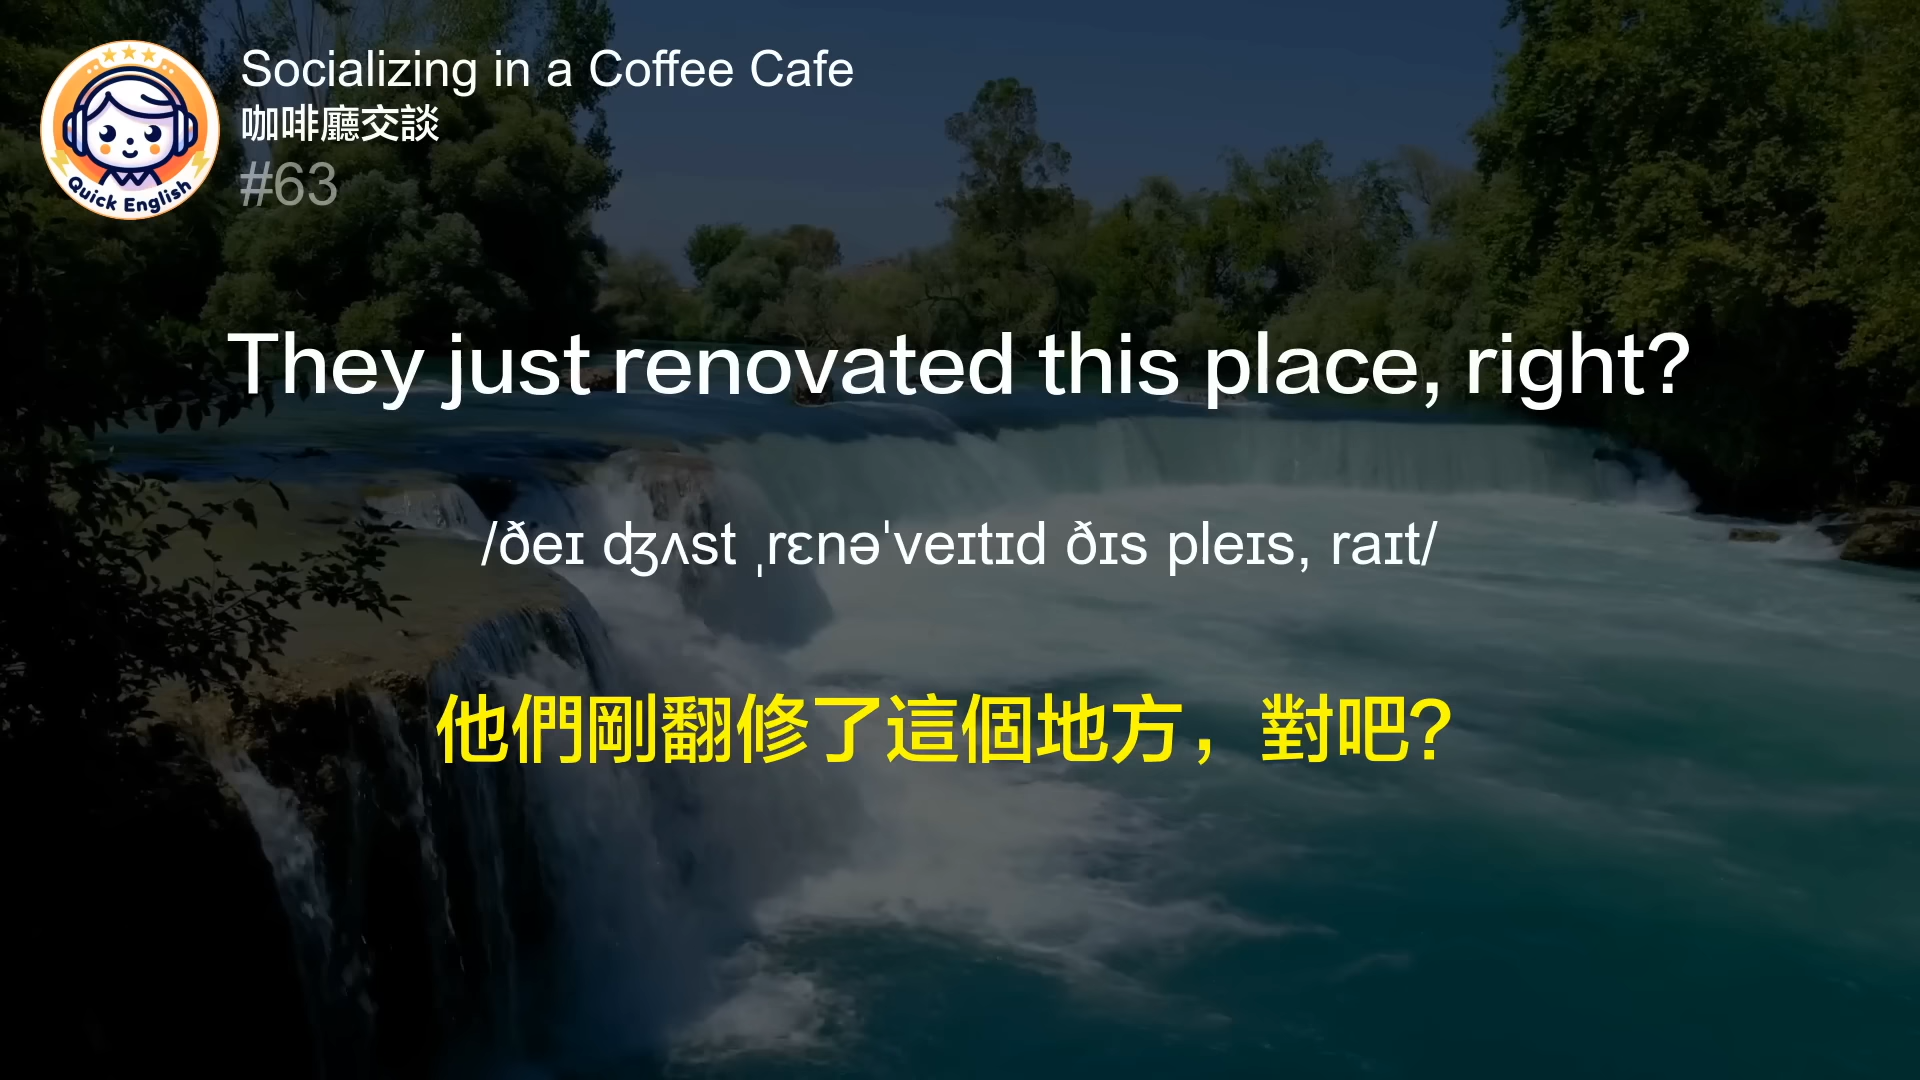 Socializing in a Coffee Cafe
咖啡廳交談
#63
Quick English
They just renovated this place, right?
/ðeɪ ʤʌst ˌrɛnəˈveɪtɪd ðɪs pleɪs, raɪt/
他們剛翻修了這個地方，對吧?